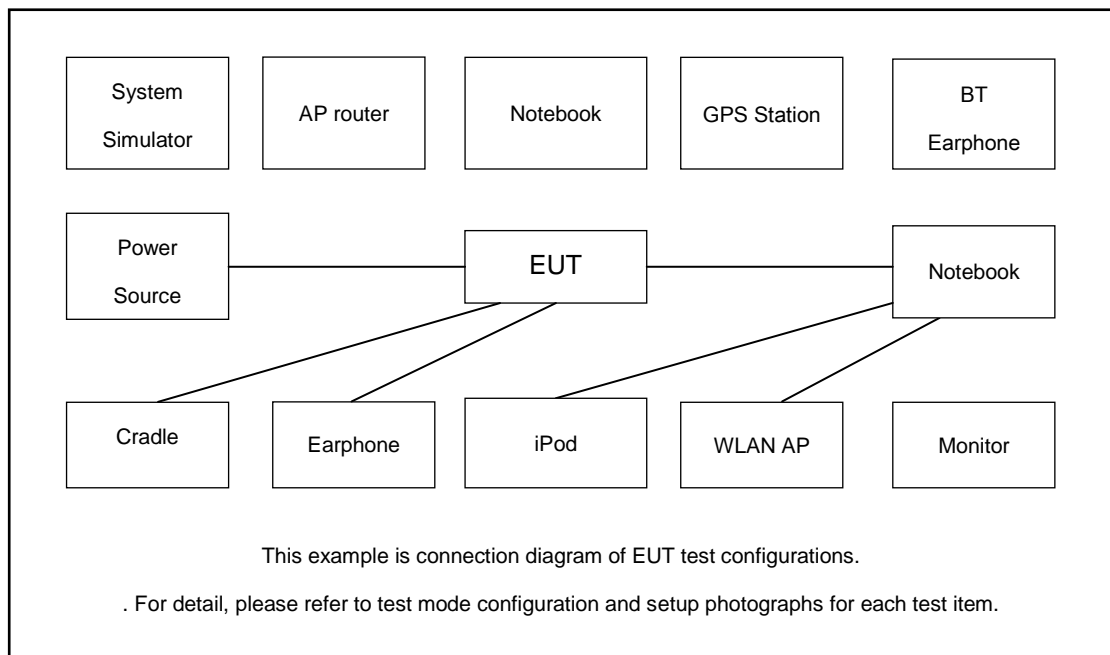 System
Simulator
AP router
Notebook
GPS Station
BT
Earphone
Power
Source
EUT
Notebook
Cradle
Earphone
iPod
WLAN AP
Monitor
This example is connection diagram of EUT test configurations.
. For detail, please refer to test mode configuration and setup photographs for each test item.